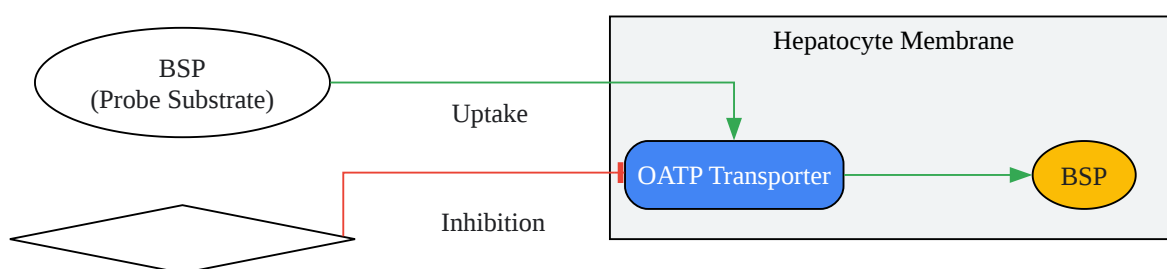 Hepatocyte Membrane
BSP
(Probe Substrate)
Uptake
OATP Transporter
BSP
Inhibition